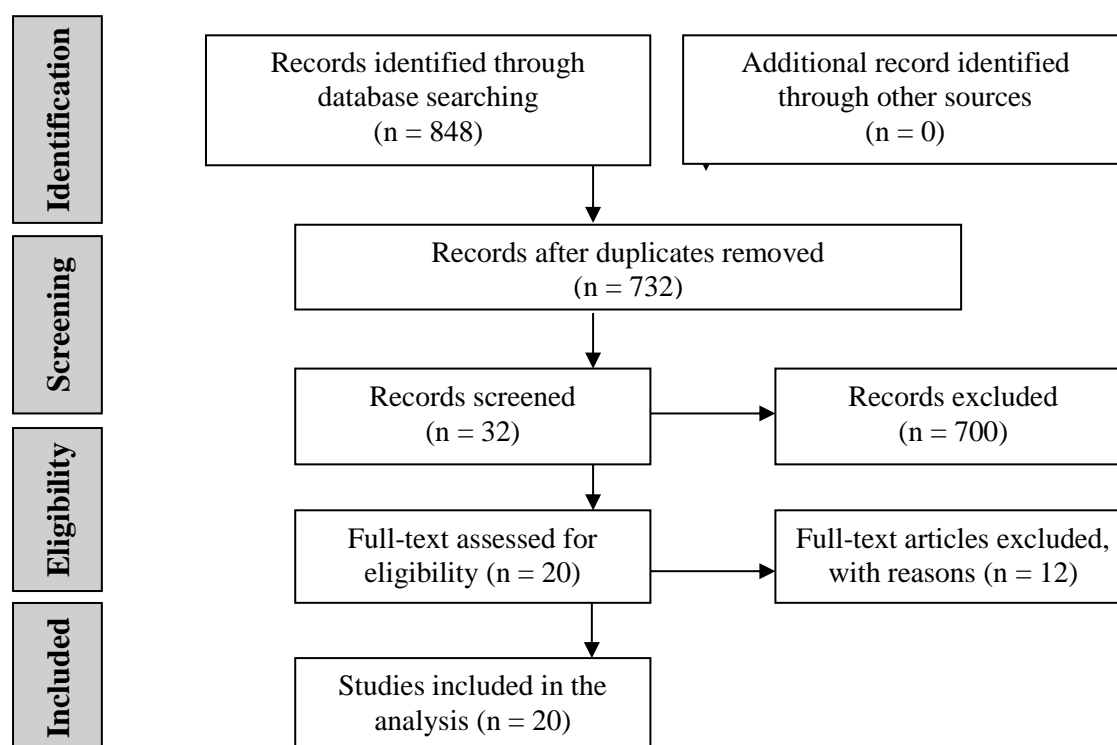 Identification
Records identified through
database searching
(n = 848)
Additional record identified
through other sources
(n = 0)
Screening
Records after duplicates removed
(n = 732)
Records screened
(n = 32)
Records excluded
(n = 700)
Eligibility
Full-text assessed for
eligibility (n = 20)
Full-text articles excluded,
with reasons (n = 12)
Included
Studies included in the
analysis (n = 20)